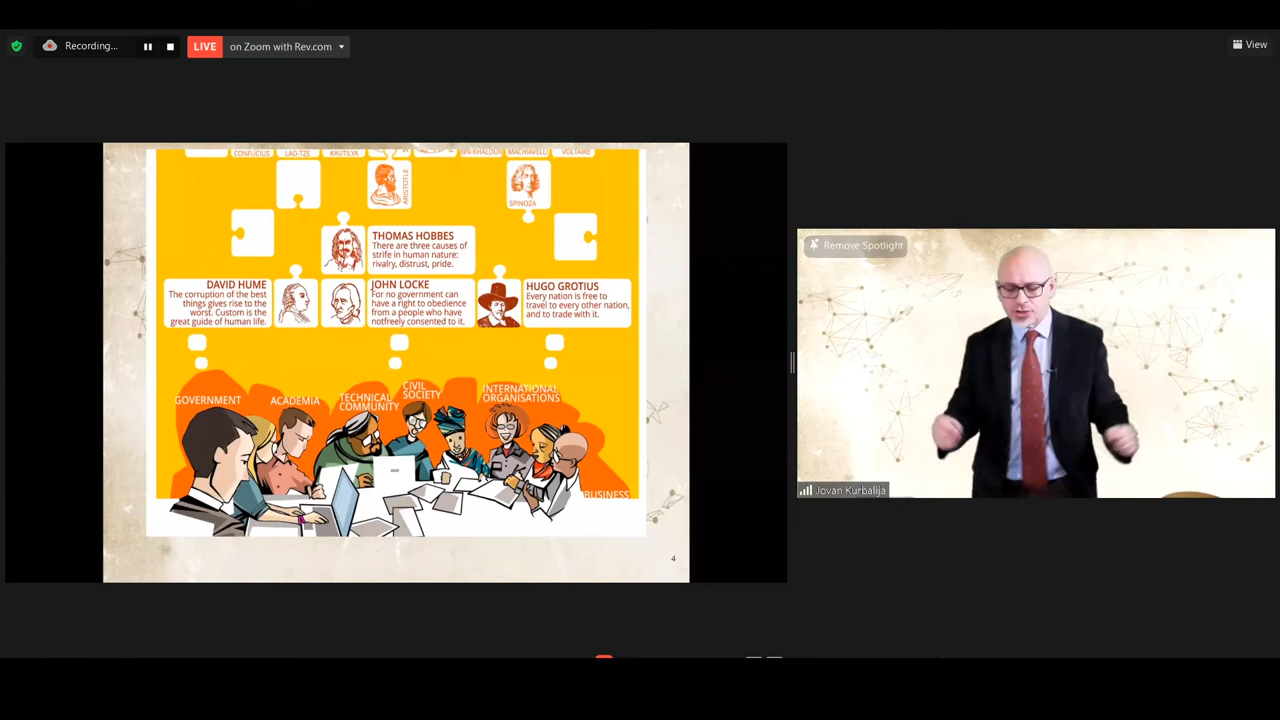 Recording...
LIVE
on Zoom with Rev.com
View
CONFUCIUS
LAO-TZE
KAUTILYA
IBN-KHALDUN
MACHIAVELLI
VOLTAIRE
ARISTOTLE
SPINOZA
THOMAS HOBBES
There are three causes of
strife in human nature:
rivalry, distrust, pride.
DAVID HUME
The corruption of the best
things gives rise to the
worst. Custom is the
great guide of human life.
JOHN LOCKE
For no government can
have a right to obedience
from a people who have
notfreely consented to it.
HUGO GROTIUS
Every nation is free to
travel to every other nation,
and to trade with it.
GOVERNMENT
ACADEMIA
TECHNICAL
COMMUNITY
CIVIL
SOCIETY
INTERNATIONAL
ORGANISATIONS
BUSINESS
4
Remove Spotlight
Jovan Kurbalija